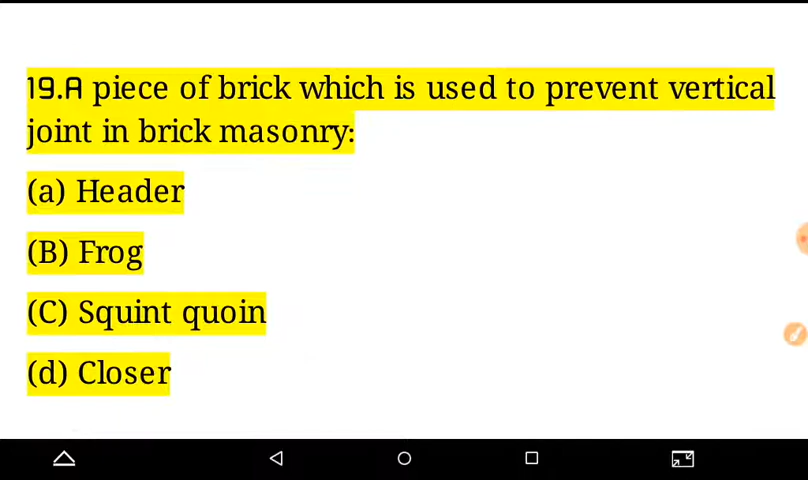 19.A piece of brick which is used to prevent vertical
joint in brick masonry:
(a) Header
(B) Frog
(C) Squint quoin
(d) Closer